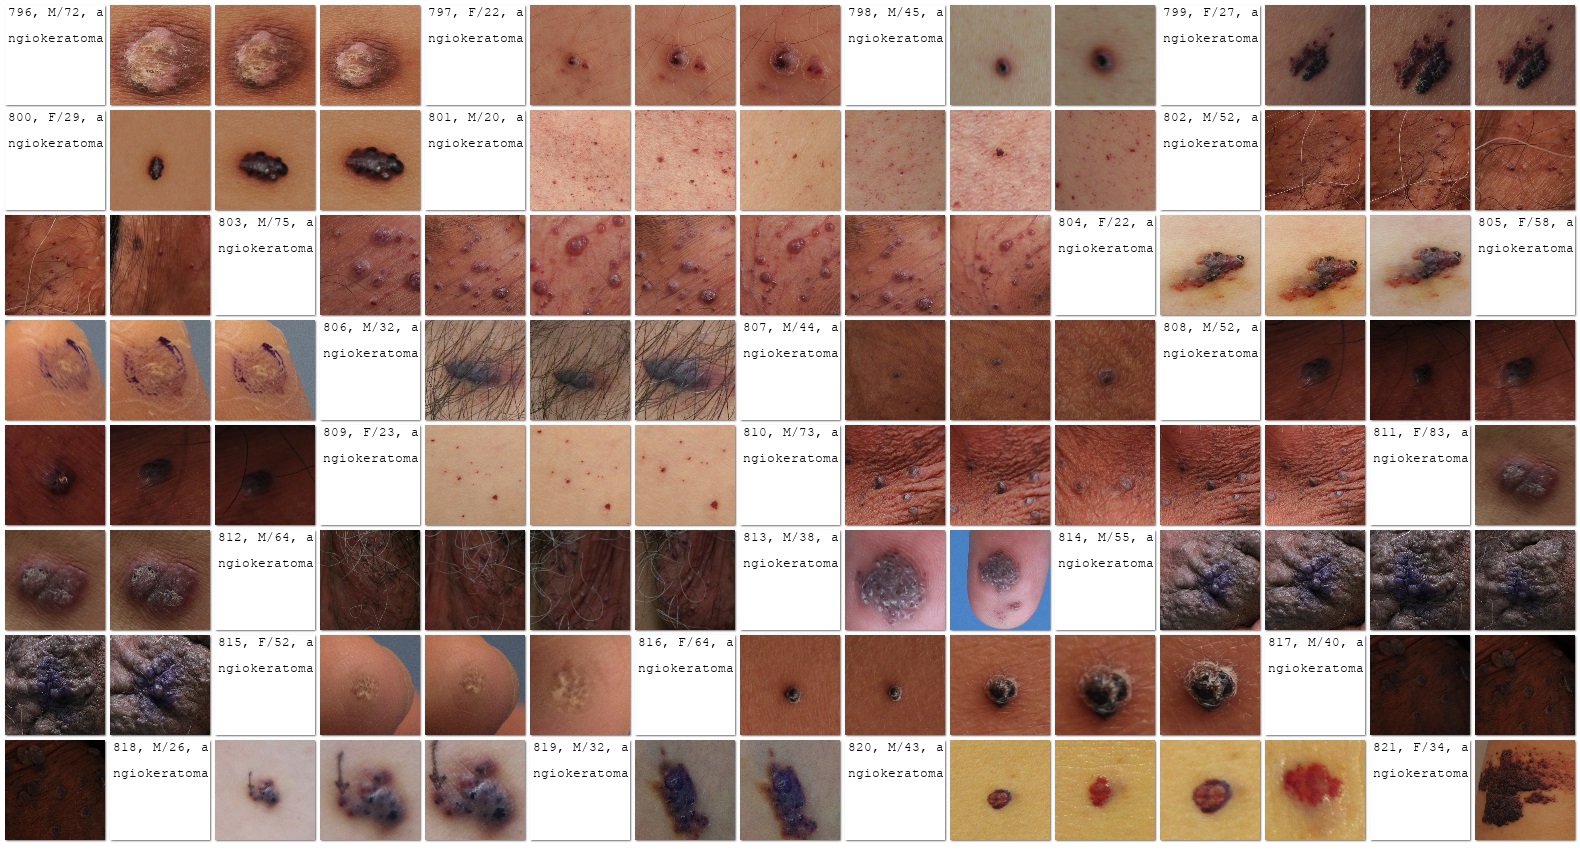 796, M/72, a
ngiokeratoma
797, F/22, a
ngiokeratoma
798, M/45, a
ngiokeratoma
799, F/27, a
ngiokeratoma
800, F/29, a
ngiokeratoma
801, M/20, a
ngiokeratoma
802, M/52, a
ngiokeratoma
803, M/75, a
ngiokeratoma
804, F/22, a
ngiokeratoma
805, F/58, a
ngiokeratoma
806, M/32, a
ngiokeratoma
807, M/44, a
ngiokeratoma
808, M/52, a
ngiokeratoma
809, F/23, a
ngiokeratoma
810, M/73, a
ngiokeratoma
811, F/83, a
ngiokeratoma
812, M/64, a
ngiokeratoma
813, M/38, a
ngiokeratoma
814, M/55, a
ngiokeratoma
815, F/52, a
ngiokeratoma
816, F/64, a
ngiokeratoma
817, M/40, a
ngiokeratoma
818, M/26, a
ngiokeratoma
819, M/32, a
ngiokeratoma
820, M/43, a
ngiokeratoma
821, F/34, a
ngiokeratoma